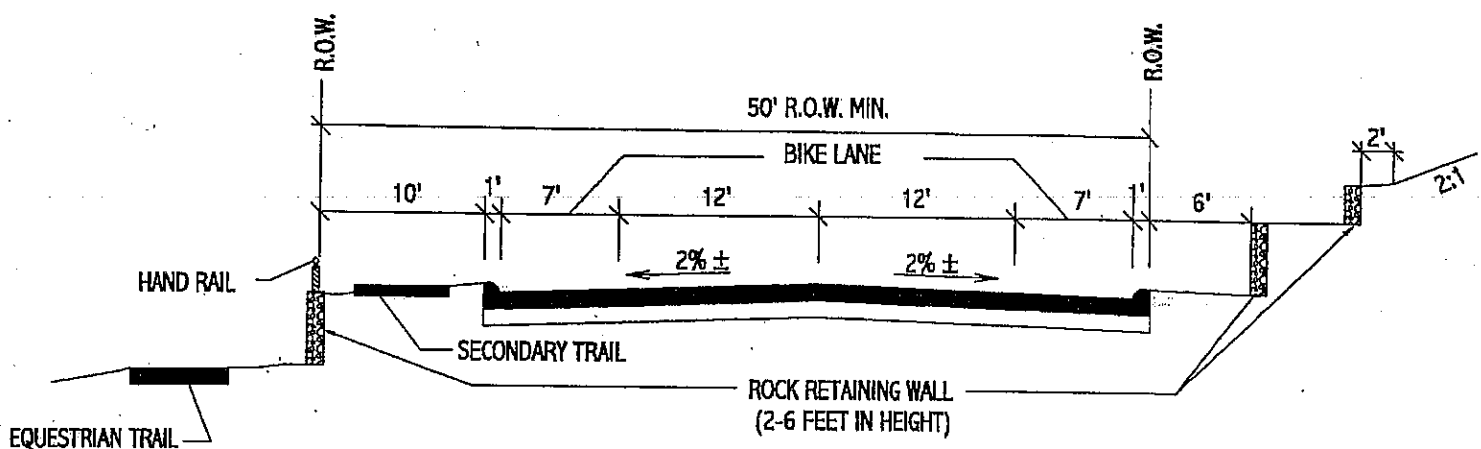 R.O.W.
R.O.W.
50' R.O.W. MIN.
BIKE LANE
2'
2:1
10'
1'
7'
12'
12'
7'
1'
6'
2% ±
2% ±
HAND RAIL
SECONDARY TRAIL
ROCK RETAINING WALL
(2-6 FEET IN HEIGHT)
EQUESTRIAN TRAIL